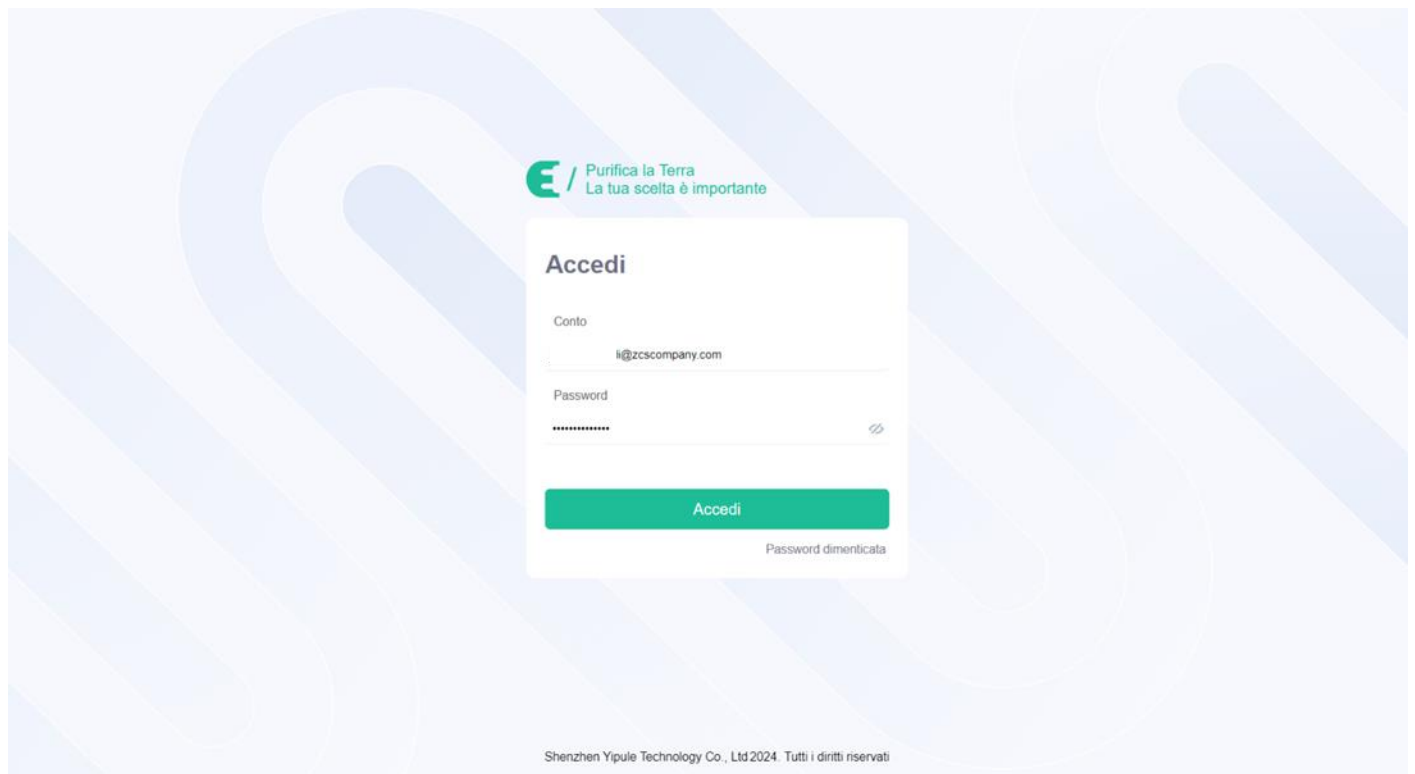 Purifica la Terra
La tua scelta è importante
Accedi
Conto
li@zcscompany.com
Password
••••••••••••••
Accedi
Password dimenticata
Shenzhen Yipule Technology Co., Ltd 2024. Tutti i diritti riservati